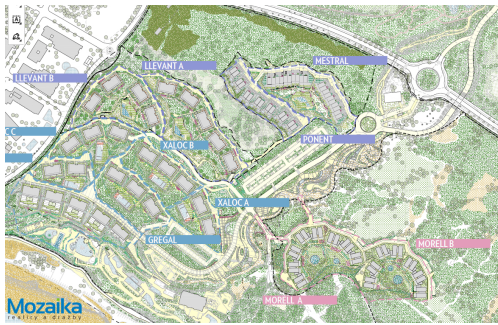 MESTRAL
LLEVANT A
LLEVANT B
C C
PONENT
XALOC B
XALOC A
GREGAL
MORELL B
MORELL A
Mozaika
reality a dražby